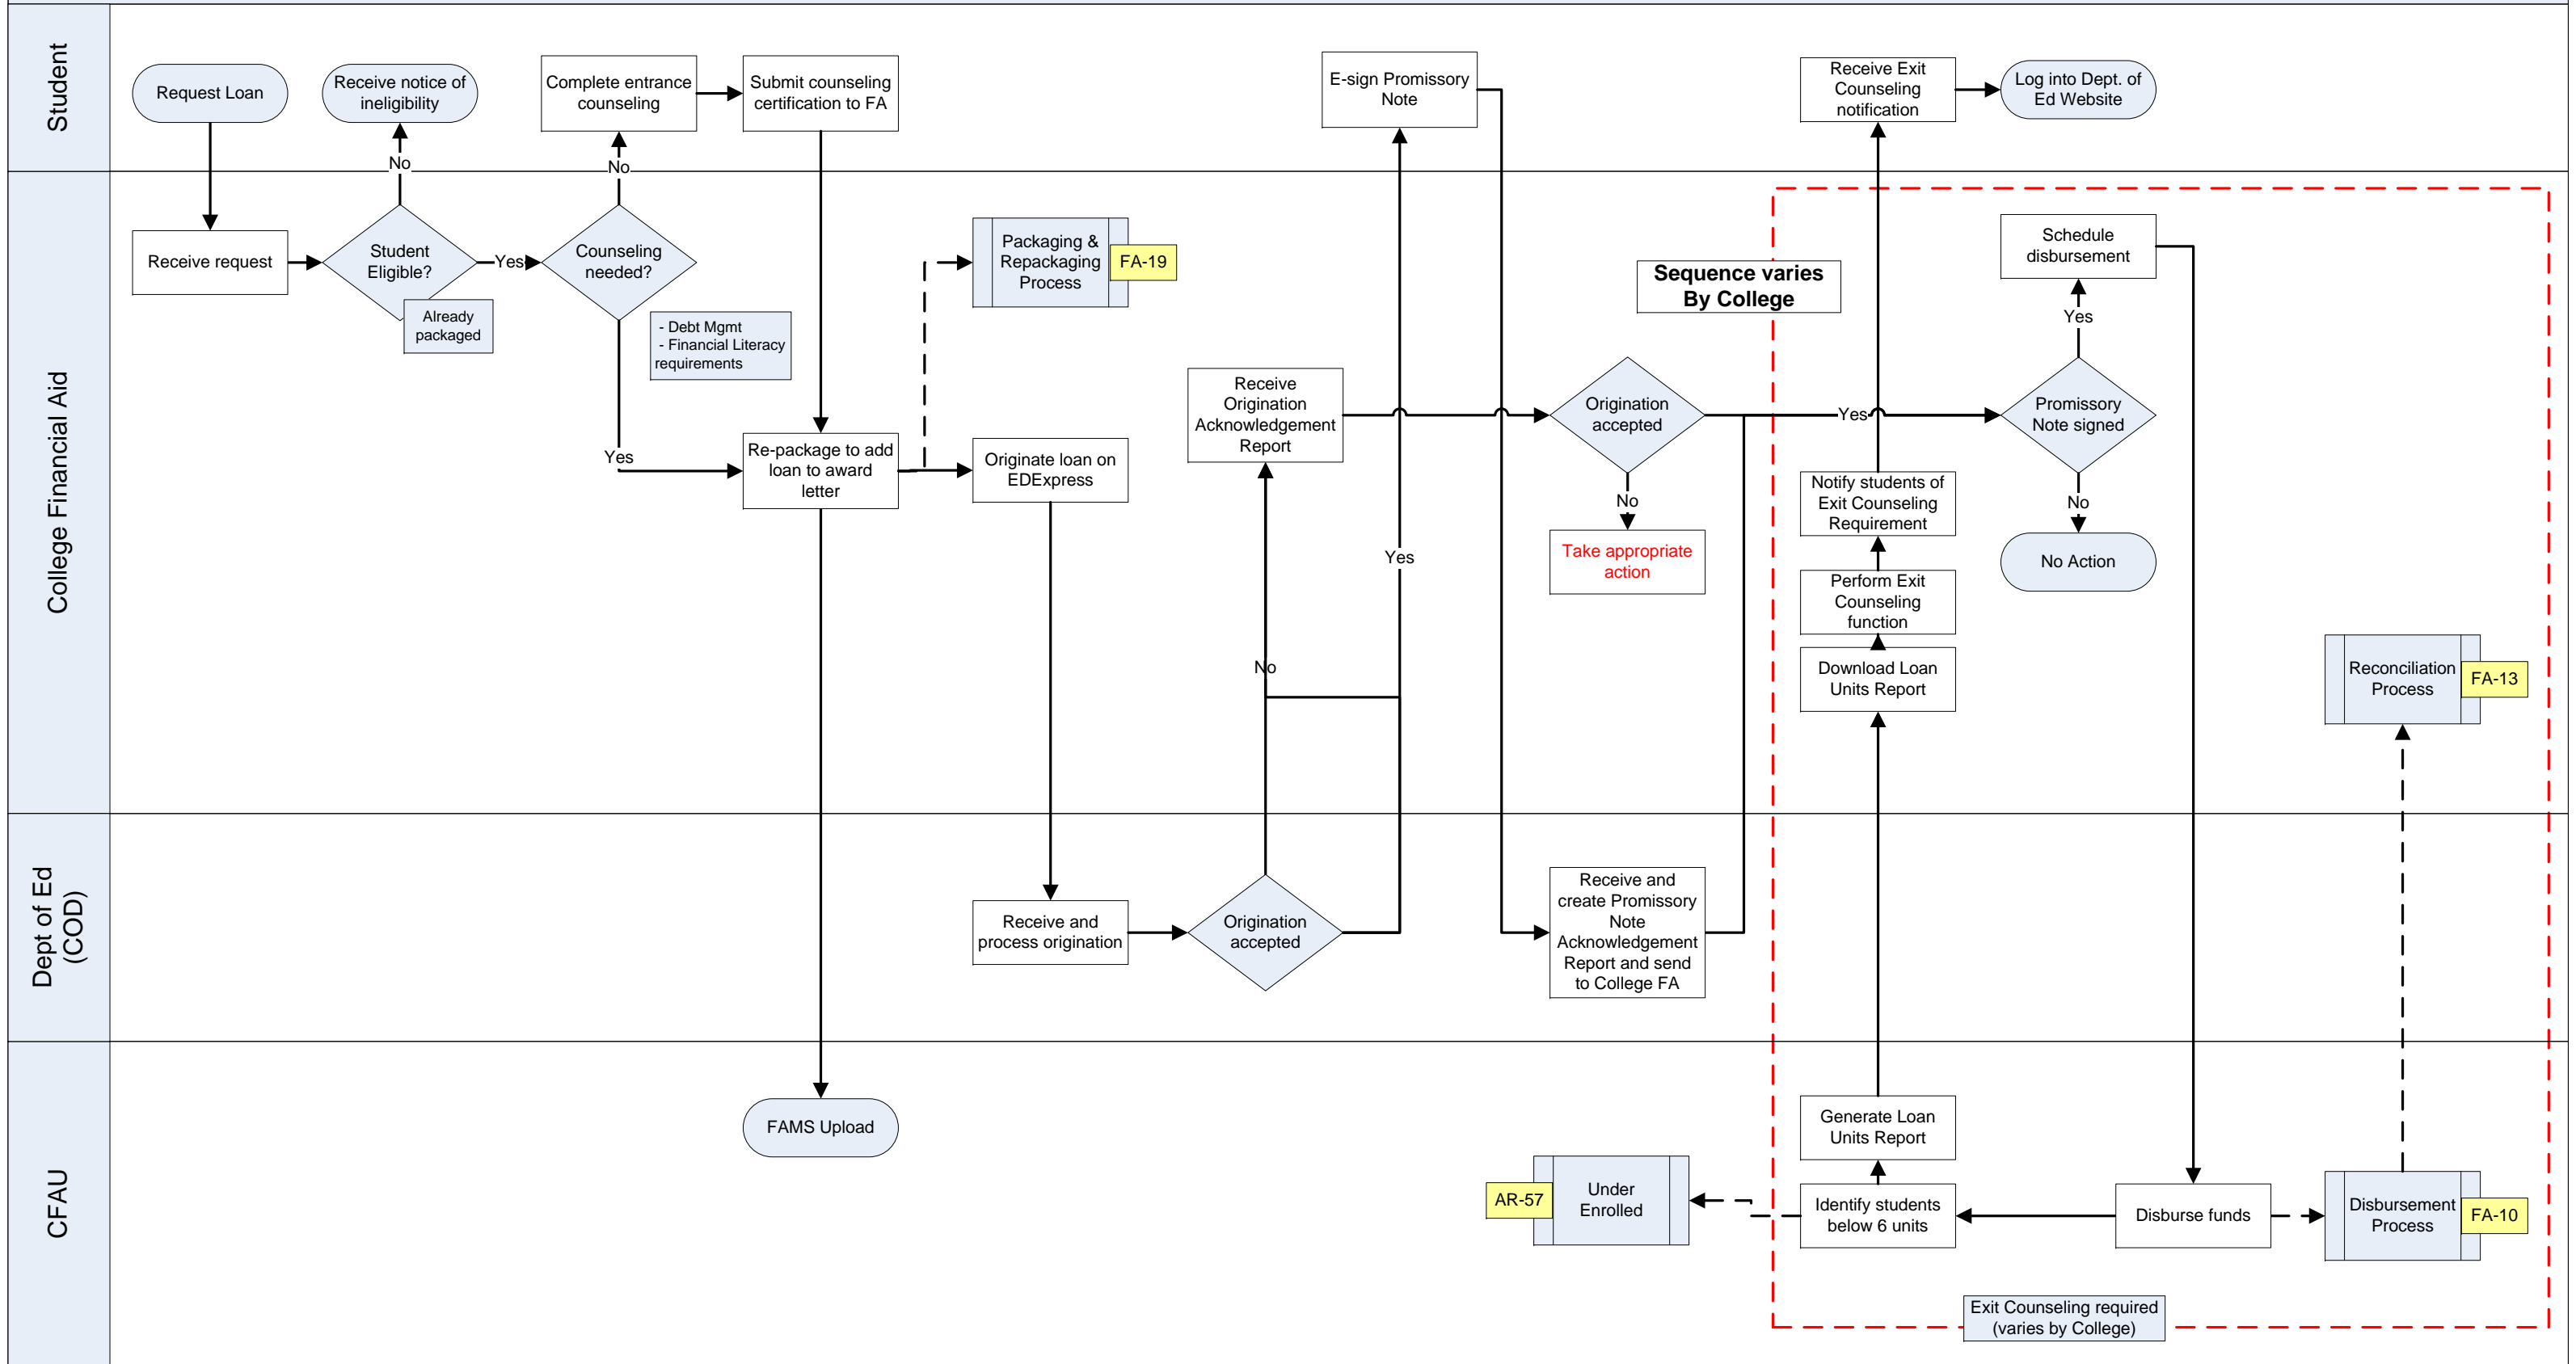 Student
Request Loan
Receive notice of
ineligibility
Complete entrance
counseling
Submit counseling
certification to FA
E-sign Promissory
Note
Receive Exit
Counseling
notification
Log into Dept. of
Ed Website
No
No
College Financial Aid
Receive request
Student
Eligible?
Already
packaged
Yes
Counseling
needed?
- Debt Mgmt
- Financial Literacy
requirements
Yes
Packaging &
Repackaging
Process
FA-19
Re-package to add
loan to award
letter
Originate loan on
EDExpress
Receive
Origination
Acknowledgement
Report
No
Yes
Origination
accepted
No
Take appropriate
action
Sequence varies
By College
Yes
Schedule
disbursement
Yes
Promissory
Note signed
No
No Action
Notify students of
Exit Counseling
Requirement
Perform Exit
Counseling
function
Download Loan
Units Report
Reconciliation
Process
FA-13
Dept of Ed
(COD)
Receive and
process origination
Origination
accepted
Receive and
create Promissory
Note
Acknowledgement
Report and send
to College FA
CFAU
FAMS Upload
Generate Loan
Units Report
AR-57
Under
Enrolled
Identify students
below 6 units
Disburse funds
Disbursement
Process
FA-10
Exit Counseling required
(varies by College)